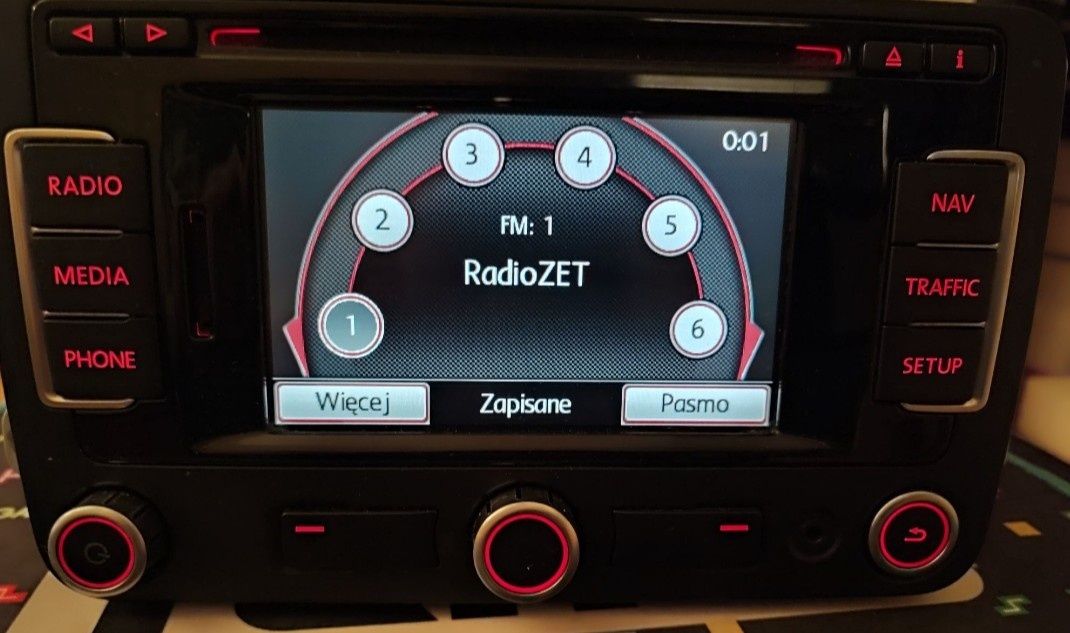 i
RADIO
MEDIA
PHONE
0:01
3
4
2
5
1
6
FM: 1
RadioZET
Więcej
Zapisane
Pasmo
NAV
TRAFFIC
SETUP